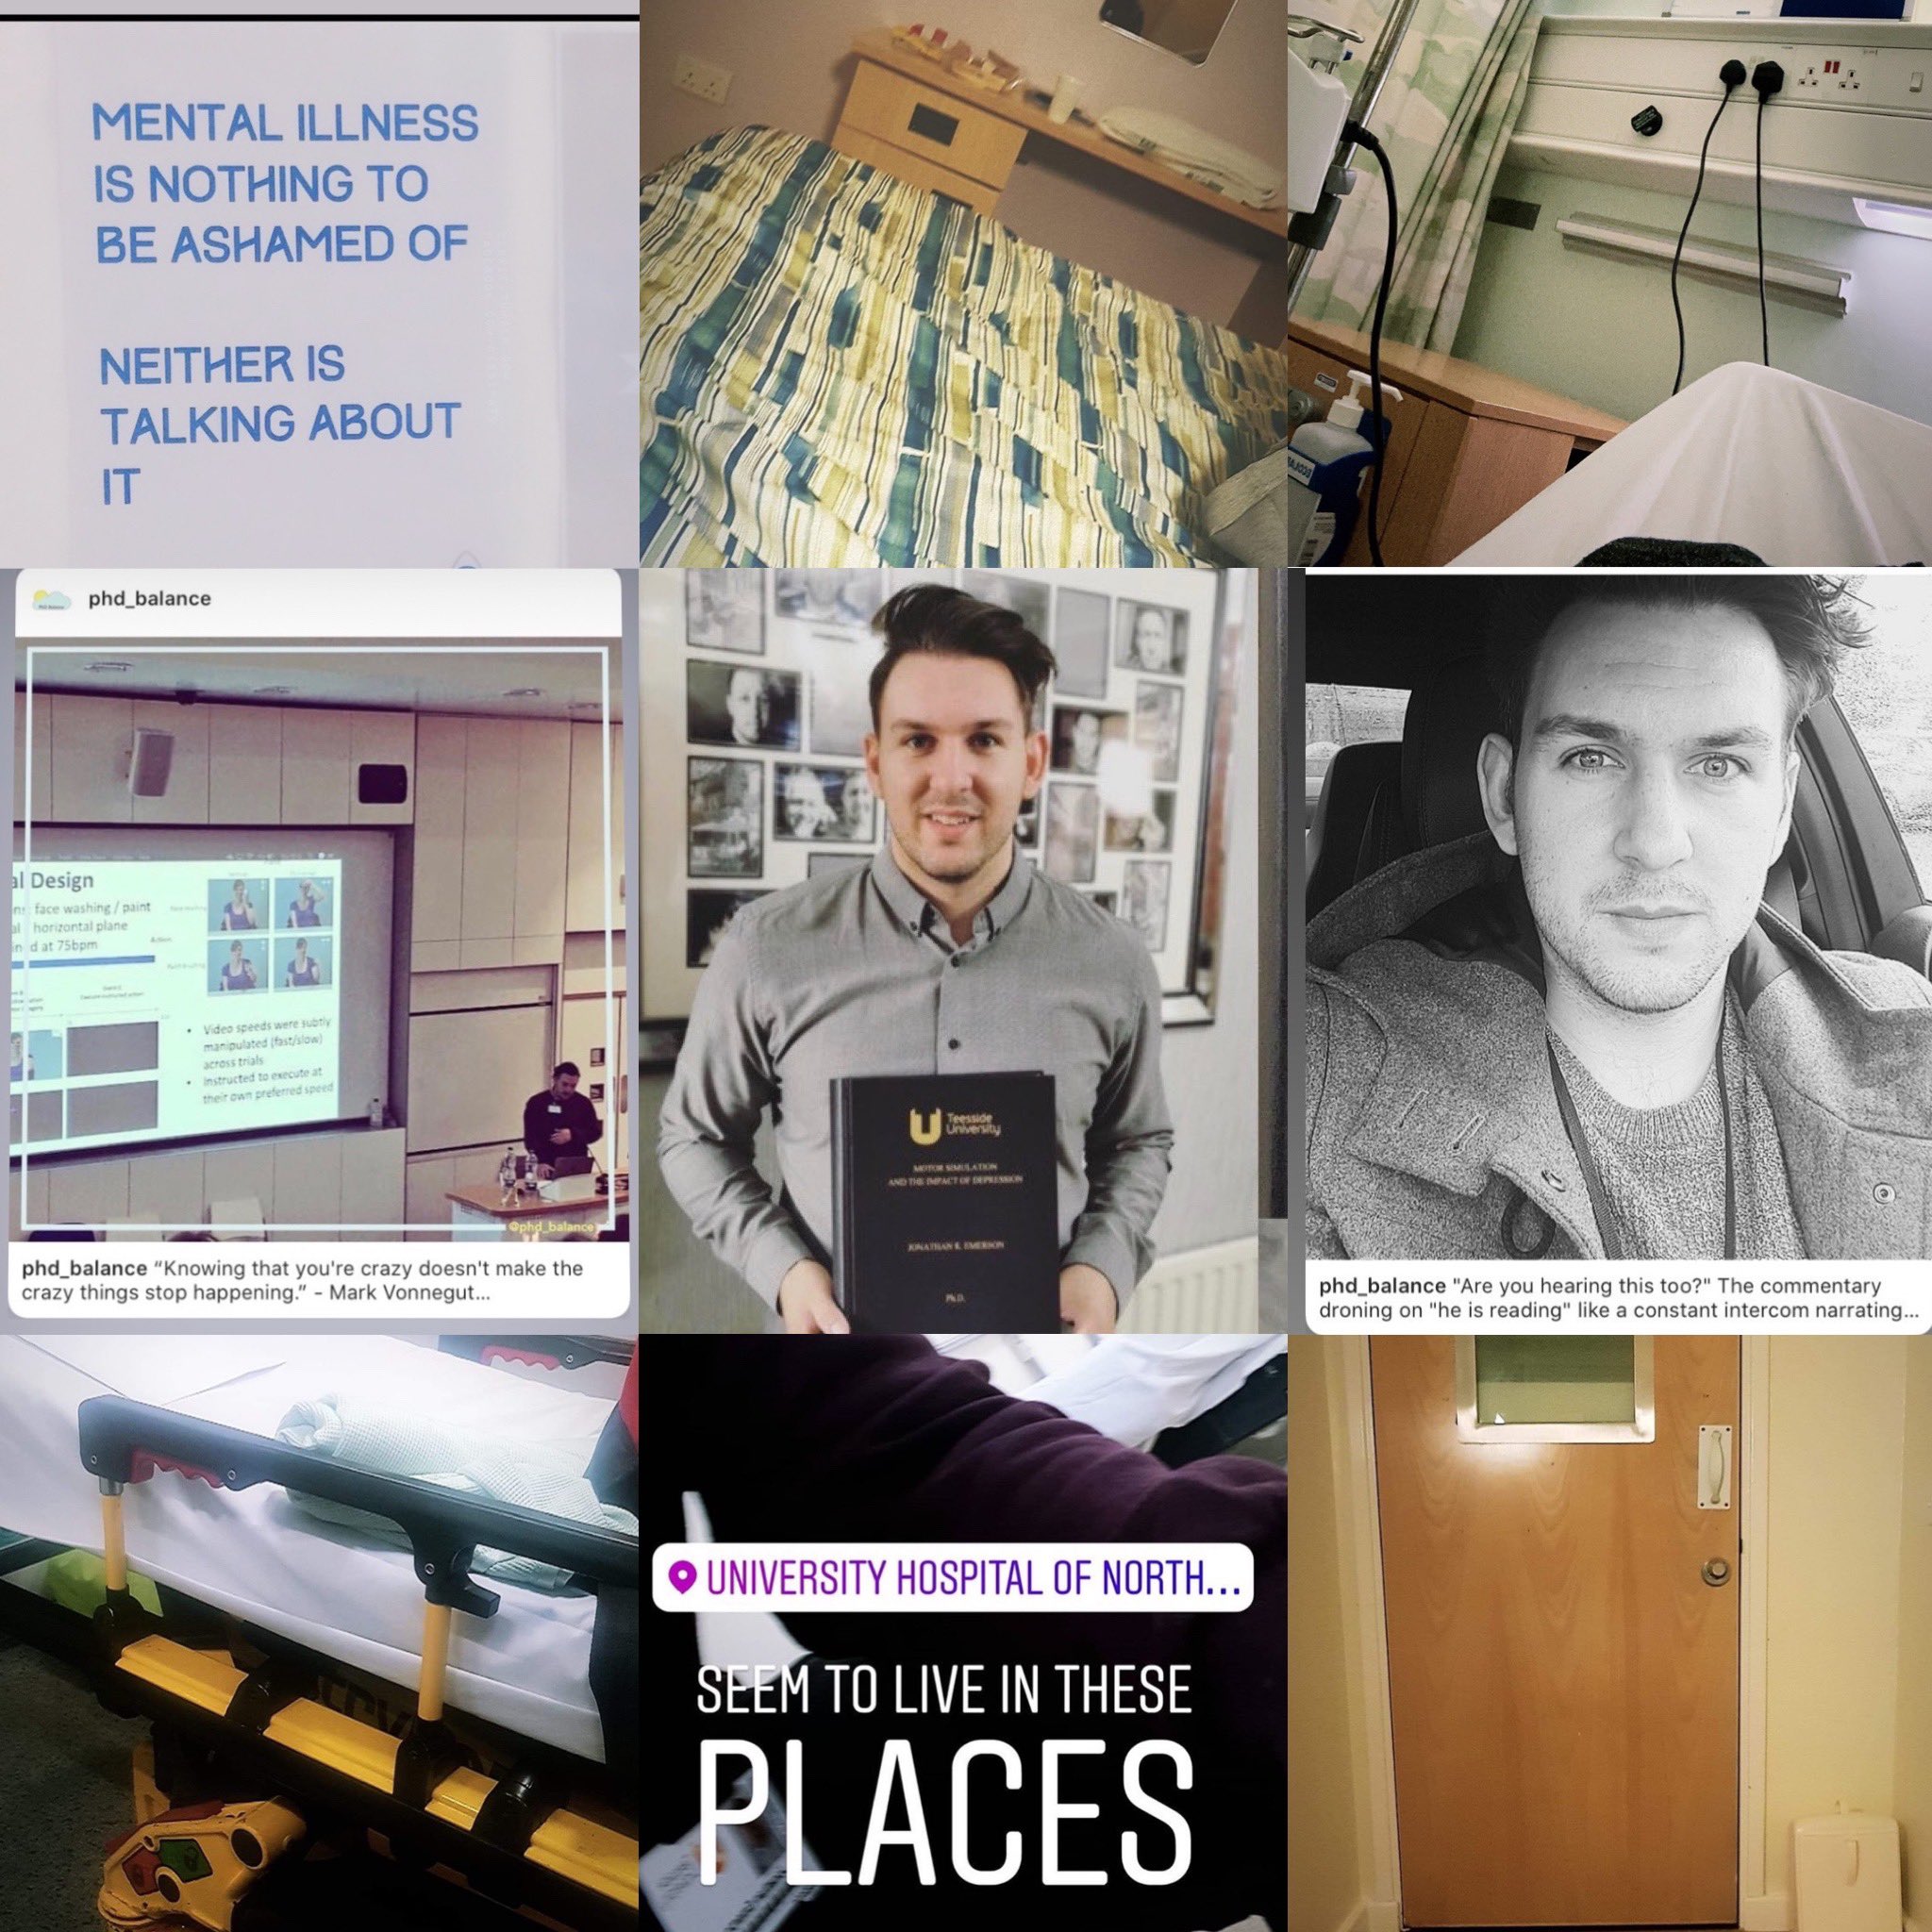 MENTAL ILLNESS
IS NOTHING TO
BE ASHAMED OF
NEITHER IS
TALKING ABOUT
IT
phd_balance
al Design
face washing / paint
horizontal plane
d at 75bpm
Video speeds were subtly
manipulated (fast/slow)
across trials
Instructed to execute at
their own preferred speed
@phd_balance
phd_balance “Knowing that you're crazy doesn't make the
crazy things stop happening.” - Mark Vonnegut...
Teesside
University
MOTOR SIMULATION
AND THE IMPACT OF DEPRESSION
JONATHAN R. EMERSON
Ph.D.
phd_balance "Are you hearing this too?" The commentary
droning on "he is reading" like a constant intercom narrating...
UNIVERSITY HOSPITAL OF NORTH...
SEEM TO LIVE IN THESE
PLACES